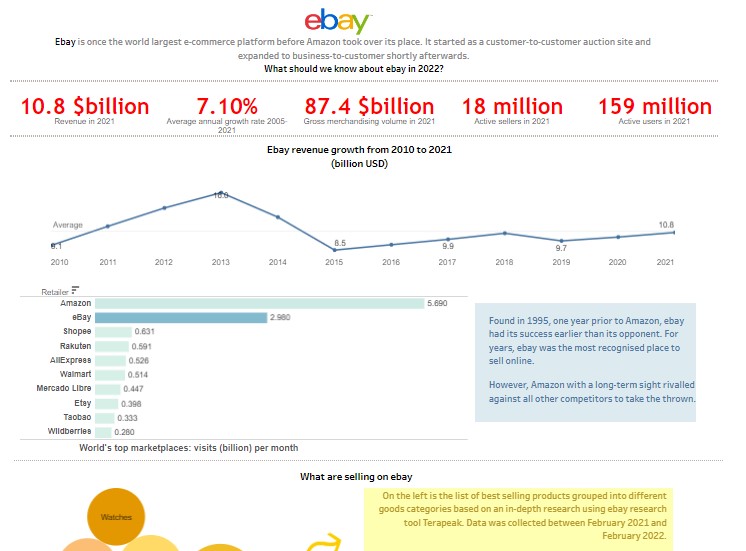 ebay
Ebay is once the world largest e-commerce platform before Amazon took over its place. It started as a customer-to-customer auction site and
expanded to business-to-customer shortly afterwards.
What should we know about ebay in 2022?
10.8 $billion
Revenue in 2021
7.10%
Average annual growth rate 2005-
2021
87.4 $billion
Gross merchandising volume in 2021
18 million
Active sellers in 2021
159 million
Active users in 2021
Ebay revenue growth from 2010 to 2021
(billion USD)
Average
9.1
16.0
8.5
9.9
9.7
10.8
2010 2011 2012 2013 2014 2015 2016 2017 2018 2019 2020 2021
Retailer
Amazon 5.690
eBay 2.980
Shopee 0.631
Rakuten 0.591
AliExpress 0.526
Walmart 0.514
Mercado Libre 0.447
Etsy 0.398
Taobao 0.333
Wildberries 0.280
World's top marketplaces: visits (billion) per month
Found in 1995, one year prior to Amazon, ebay
had its success earlier than its opponent. For
years, ebay was the most recognised place to
sell online.
However, Amazon with a long-term sight rivalled
against all other competitors to take the thrown.
What are selling on ebay
Watches
On the left is the list of best selling products grouped into different
goods categories based on an in-depth research using ebay research
tool Terapeak. Data was collected between February 2021 and
February 2022.